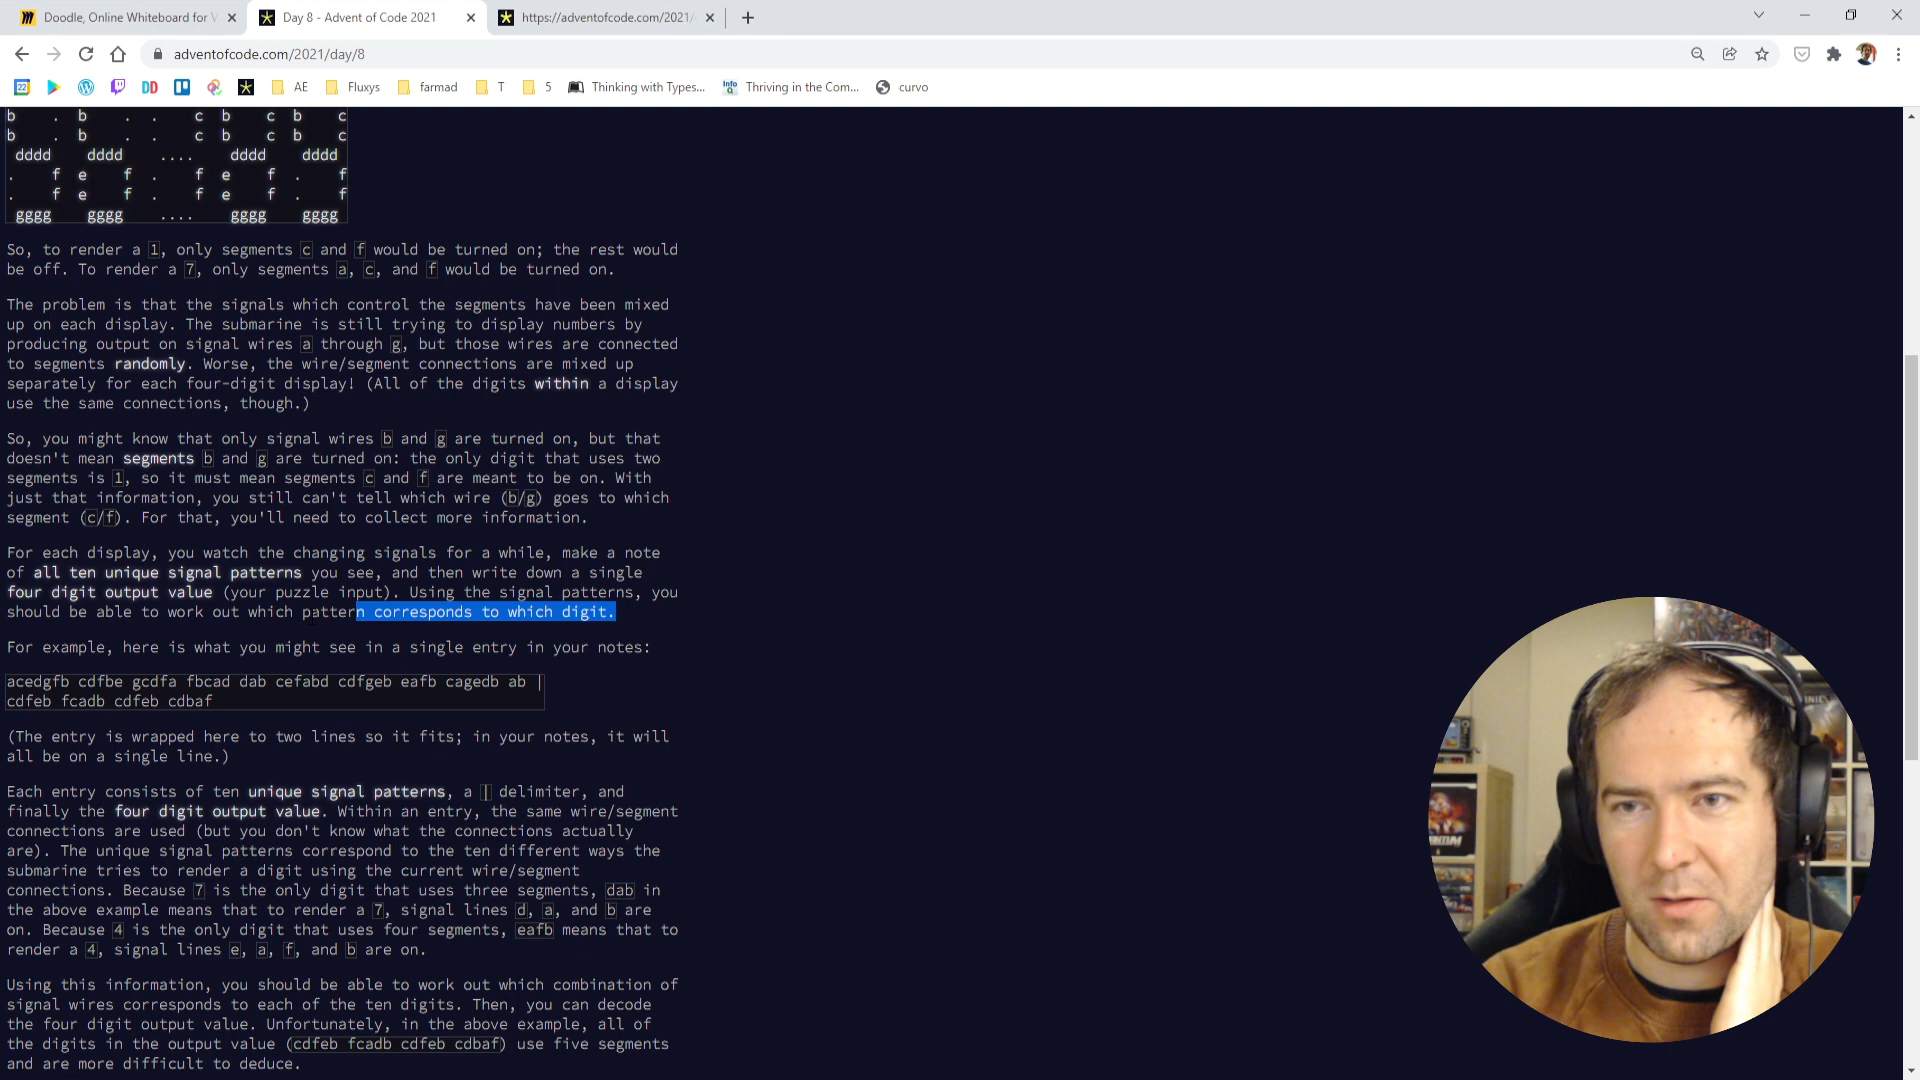 Doodle, Online Whiteboard for V
Day 8 - Advent of Code 2021
https://adventofcode.com/2021/
adventofcode.com/2021/day/8
22
DD
AE
Fluxys
farmad
T
5
Thinking with Types...
Thriving in the Com...
curvo
b . b . . c b c b c
b . b . . c b c b c
dddd dddd .... dddd dddd
. f e f . f e f . f
. f e f . f e f . f
gggg gggg .... gggg gggg
So, to render a 1, only segments c and f would be turned on; the rest would
be off. To render a 7, only segments a, c, and f would be turned on.
The problem is that the signals which control the segments have been mixed
up on each display. The submarine is still trying to display numbers by
producing output on signal wires a through g, but those wires are connected
to segments randomly. Worse, the wire/segment connections are mixed up
separately for each four-digit display! (All of the digits within a display
use the same connections, though.)
So, you might know that only signal wires b and g are turned on, but that
doesn't mean segments b and g are turned on: the only digit that uses two
segments is 1, so it must mean segments c and f are meant to be on. With
just that information, you still can't tell which wire (b/g) goes to which
segment (c/f). For that, you'll need to collect more information.
For each display, you watch the changing signals for a while, make a note
of all ten unique signal patterns you see, and then write down a single
four digit output value (your puzzle input). Using the signal patterns, you
should be able to work out which pattern corresponds to which digit.
For example, here is what you might see in a single entry in your notes:
acedgfb cdfbe gcdfa fbcad dab cefabd cdfgeb eafb cagedb ab |
cdfeb fcadb cdfeb cdbaf
(The entry is wrapped here to two lines so it fits; in your notes, it will
all be on a single line.)
Each entry consists of ten unique signal patterns, a | delimiter, and
finally the four digit output value. Within an entry, the same wire/segment
connections are used (but you don't know what the connections actually
are). The unique signal patterns correspond to the ten different ways the
submarine tries to render a digit using the current wire/segment
connections. Because 7 is the only digit that uses three segments, dab in
the above example means that to render a 7, signal lines d, a, and b are
on. Because 4 is the only digit that uses four segments, eafb means that to
render a 4, signal lines e, a, f, and b are on.
Using this information, you should be able to work out which combination of
signal wires corresponds to each of the ten digits. Then, you can decode
the four digit output value. Unfortunately, in the above example, all of
the digits in the output value (cdfeb fcadb cdfeb cdbaf) use five segments
and are more difficult to deduce.